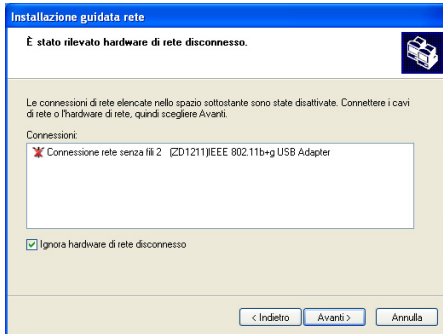 Installazione guidata rete
È stato rilevato hardware di rete disconnesso.
Le connessioni di rete elencate nello spazio sottostante sono state disattivate. Connettere i cavi
di rete o l'hardware di rete, quindi scegliere Avanti.
Connessioni:
Connessione rete senza fili 2 (ZD1211)IEEE 802.11b+g USB Adapter
Ignora hardware di rete disconnesso
< Indietro
Avanti >
Annulla